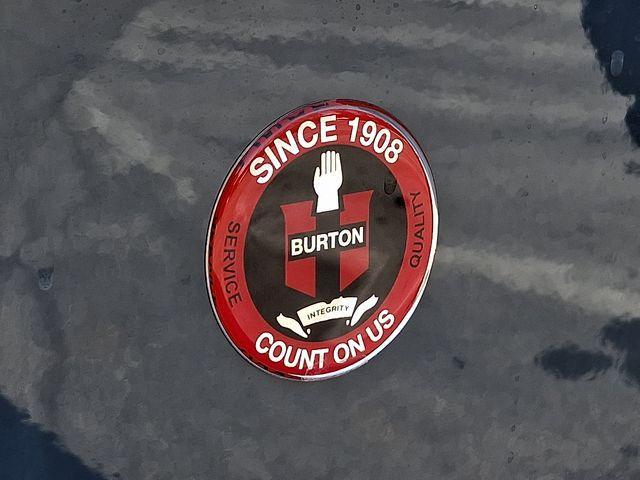 SINCE 1908
BURTON
SERVICE
QUALITY
INTEGRITY
COUNT ON US